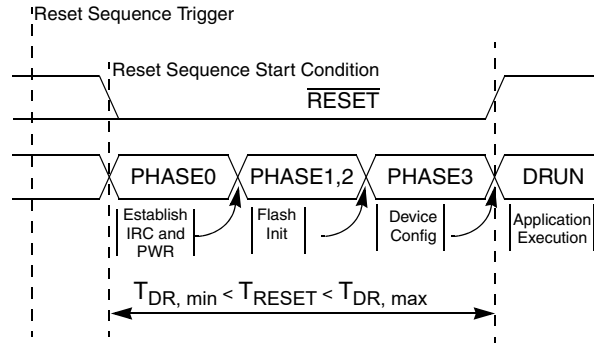 Reset Sequence Trigger
Reset Sequence Start Condition
RESET
PHASE0
PHASE1,2
PHASE3
DRUN
Establish
IRC and
PWR
Flash
Init
Device
Config
Application
Execution
TDR, min < TRESET < TDR, max